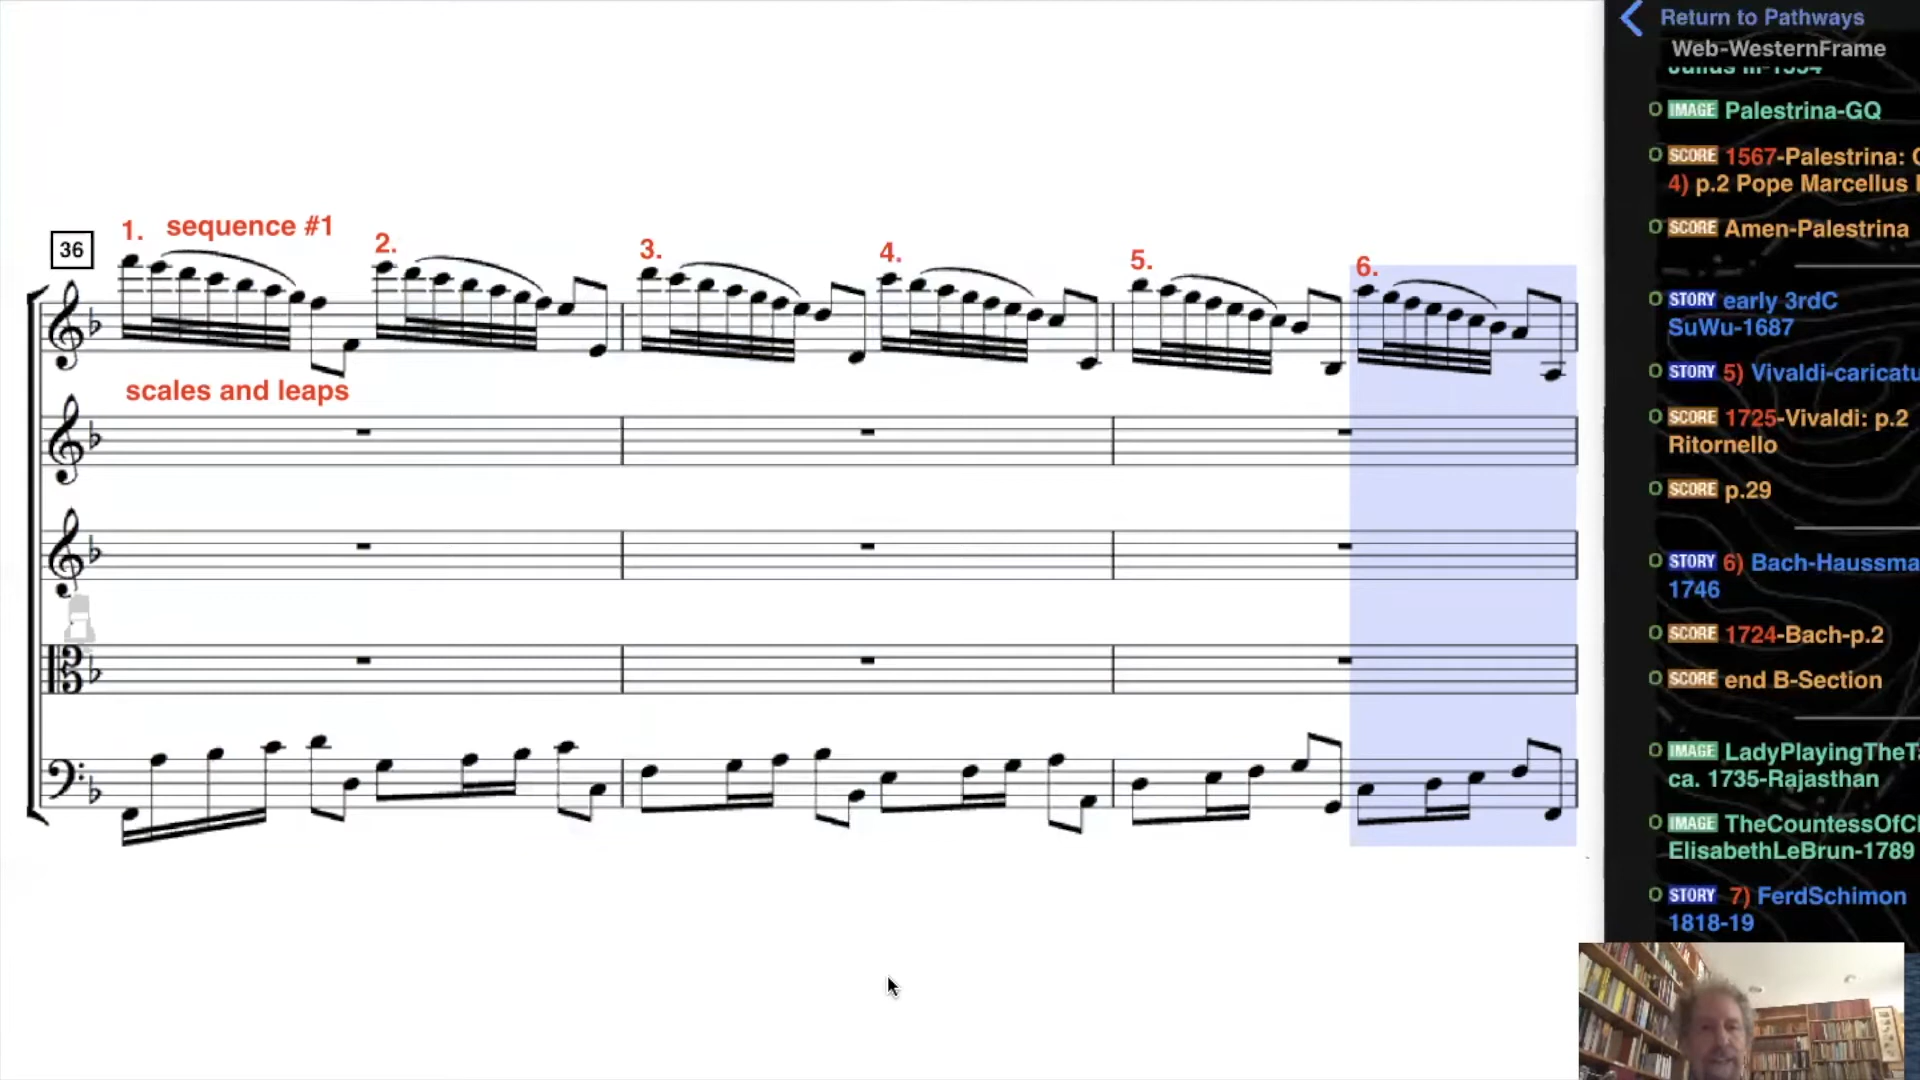 36
1.
sequence #1
2.
3.
4.
5.
6.
scales and leaps
Return to Pathways
Web-WesternFrame
IMAGE Palestrina-GQ
SCORE 1567-Palestrina:
4) p.2 Pope Marcellus
SCORE Amen-Palestrina
STORY early 3rdC
SuWu-1687
STORY 5) Vivaldi-caricatu
SCORE 1725-Vivaldi: p.2
Ritornello
SCORE p.29
STORY 6) Bach-Haussma
1746
SCORE 1724-Bach-p.2
SCORE end B-Section
IMAGE LadyPlayingTheTa
ca. 1735-Rajasthan
IMAGE TheCountessOfC
ElisabethLeBrun-1789
STORY 7) FerdSchimon
1818-19